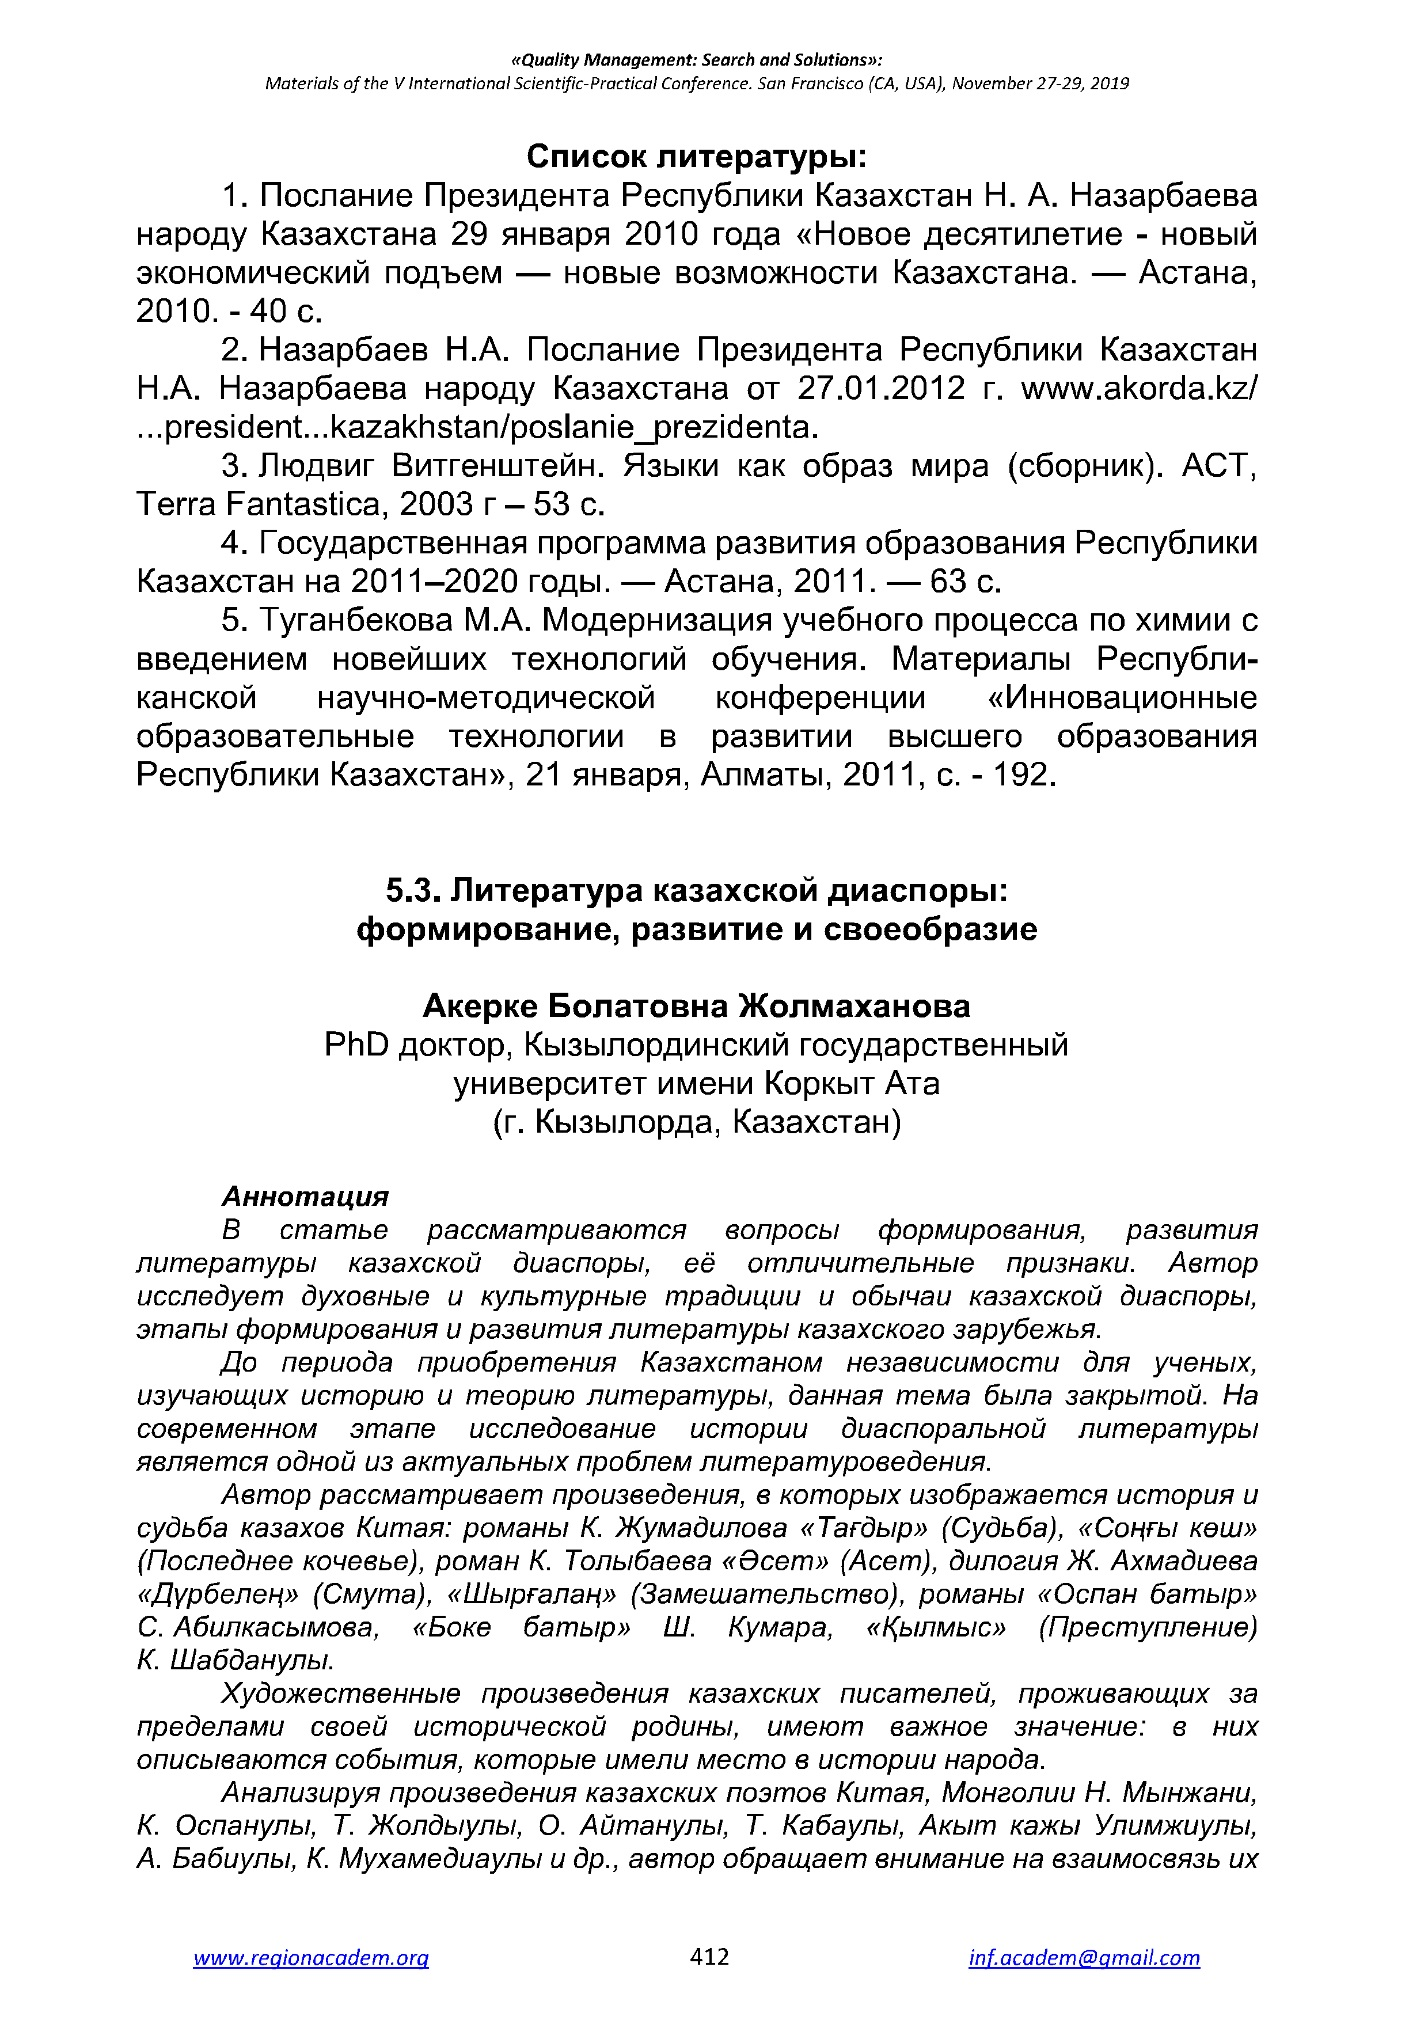 «Quality Management: Search and Solutions»:
Materials of the V International Scientific-Practical Conference. San Francisco (CA, USA), November 27-29, 2019
Список литературы:
1. Послание Президента Республики Казахстан Н. А. Назарбаева
народу Казахстана 29 января 2010 года «Новое десятилетие - новый
экономический подъем — новые возможности Казахстана. — Астана,
2010. - 40 с.
2. Назарбаев Н.А. Послание Президента Республики Казахстан
Н.А. Назарбаева народу Казахстана от 27.01.2012 г. www.akorda.kz/
...president...kazakhstan/poslanie_prezidenta.
3. Людвиг Витгенштейн. Языки как образ мира (сборник). АСТ,
Terra Fantastica, 2003 г – 53 с.
4. Государственная программа развития образования Республики
Казахстан на 2011–2020 годы. — Астана, 2011. — 63 с.
5. Туганбекова М.А. Модернизация учебного процесса по химии с
введением новейших технологий обучения. Материалы Республи-
канской научно-методической конференции «Инновационные
образовательные технологии в развитии высшего образования
Республики Казахстан», 21 января, Алматы, 2011, с. - 192.
5.3. Литература казахской диаспоры:
формирование, развитие и своеобразие
Акерке Болатовна Жолмаханова
PhD доктор, Кызылординский государственный
университет имени Коркыт Ата
(г. Кызылорда, Казахстан)
Аннотация
В статье рассматриваются вопросы формирования, развития
литературы казахской диаспоры, её отличительные признаки. Автор
исследует духовные и культурные традиции и обычаи казахской диаспоры,
этапы формирования и развития литературы казахского зарубежья.
До периода приобретения Казахстаном независимости для ученых,
изучающих историю и теорию литературы, данная тема была закрытой. На
современном этапе исследование истории диаспоральной литературы
является одной из актуальных проблем литературоведения.
Автор рассматривает произведения, в которых изображается история и
судьба казахов Китая: романы К. Жумадилова «Тағдыр» (Судьба), «Соңғы көш»
(Последнее кочевье), роман К. Толыбаева «Әсет» (Асет), дилогия Ж. Ахмадиева
«Дүрбелең» (Смута), «Шырғалаң» (Замешательство), романы «Оспан батыр»
С. Абилкасымова, «Боке батыр» Ш. Кумара, «Қылмыс» (Преступление)
К. Шабданулы.
Художественные произведения казахских писателей, проживающих за
пределами своей исторической родины, имеют важное значение: в них
описываются события, которые имели место в истории народа.
Анализируя произведения казахских поэтов Китая, Монголии Н. Мынжани,
К. Оспанулы, Т. Жолдыулы, О. Айтанулы, Т. Кабаулы, Акыт кажы Улимжиулы,
А. Бабиулы, К. Мухамедиаулы и др., автор обращает внимание на взаимосвязь их
www.regionacadem.org 412 inf.academ@gmail.com